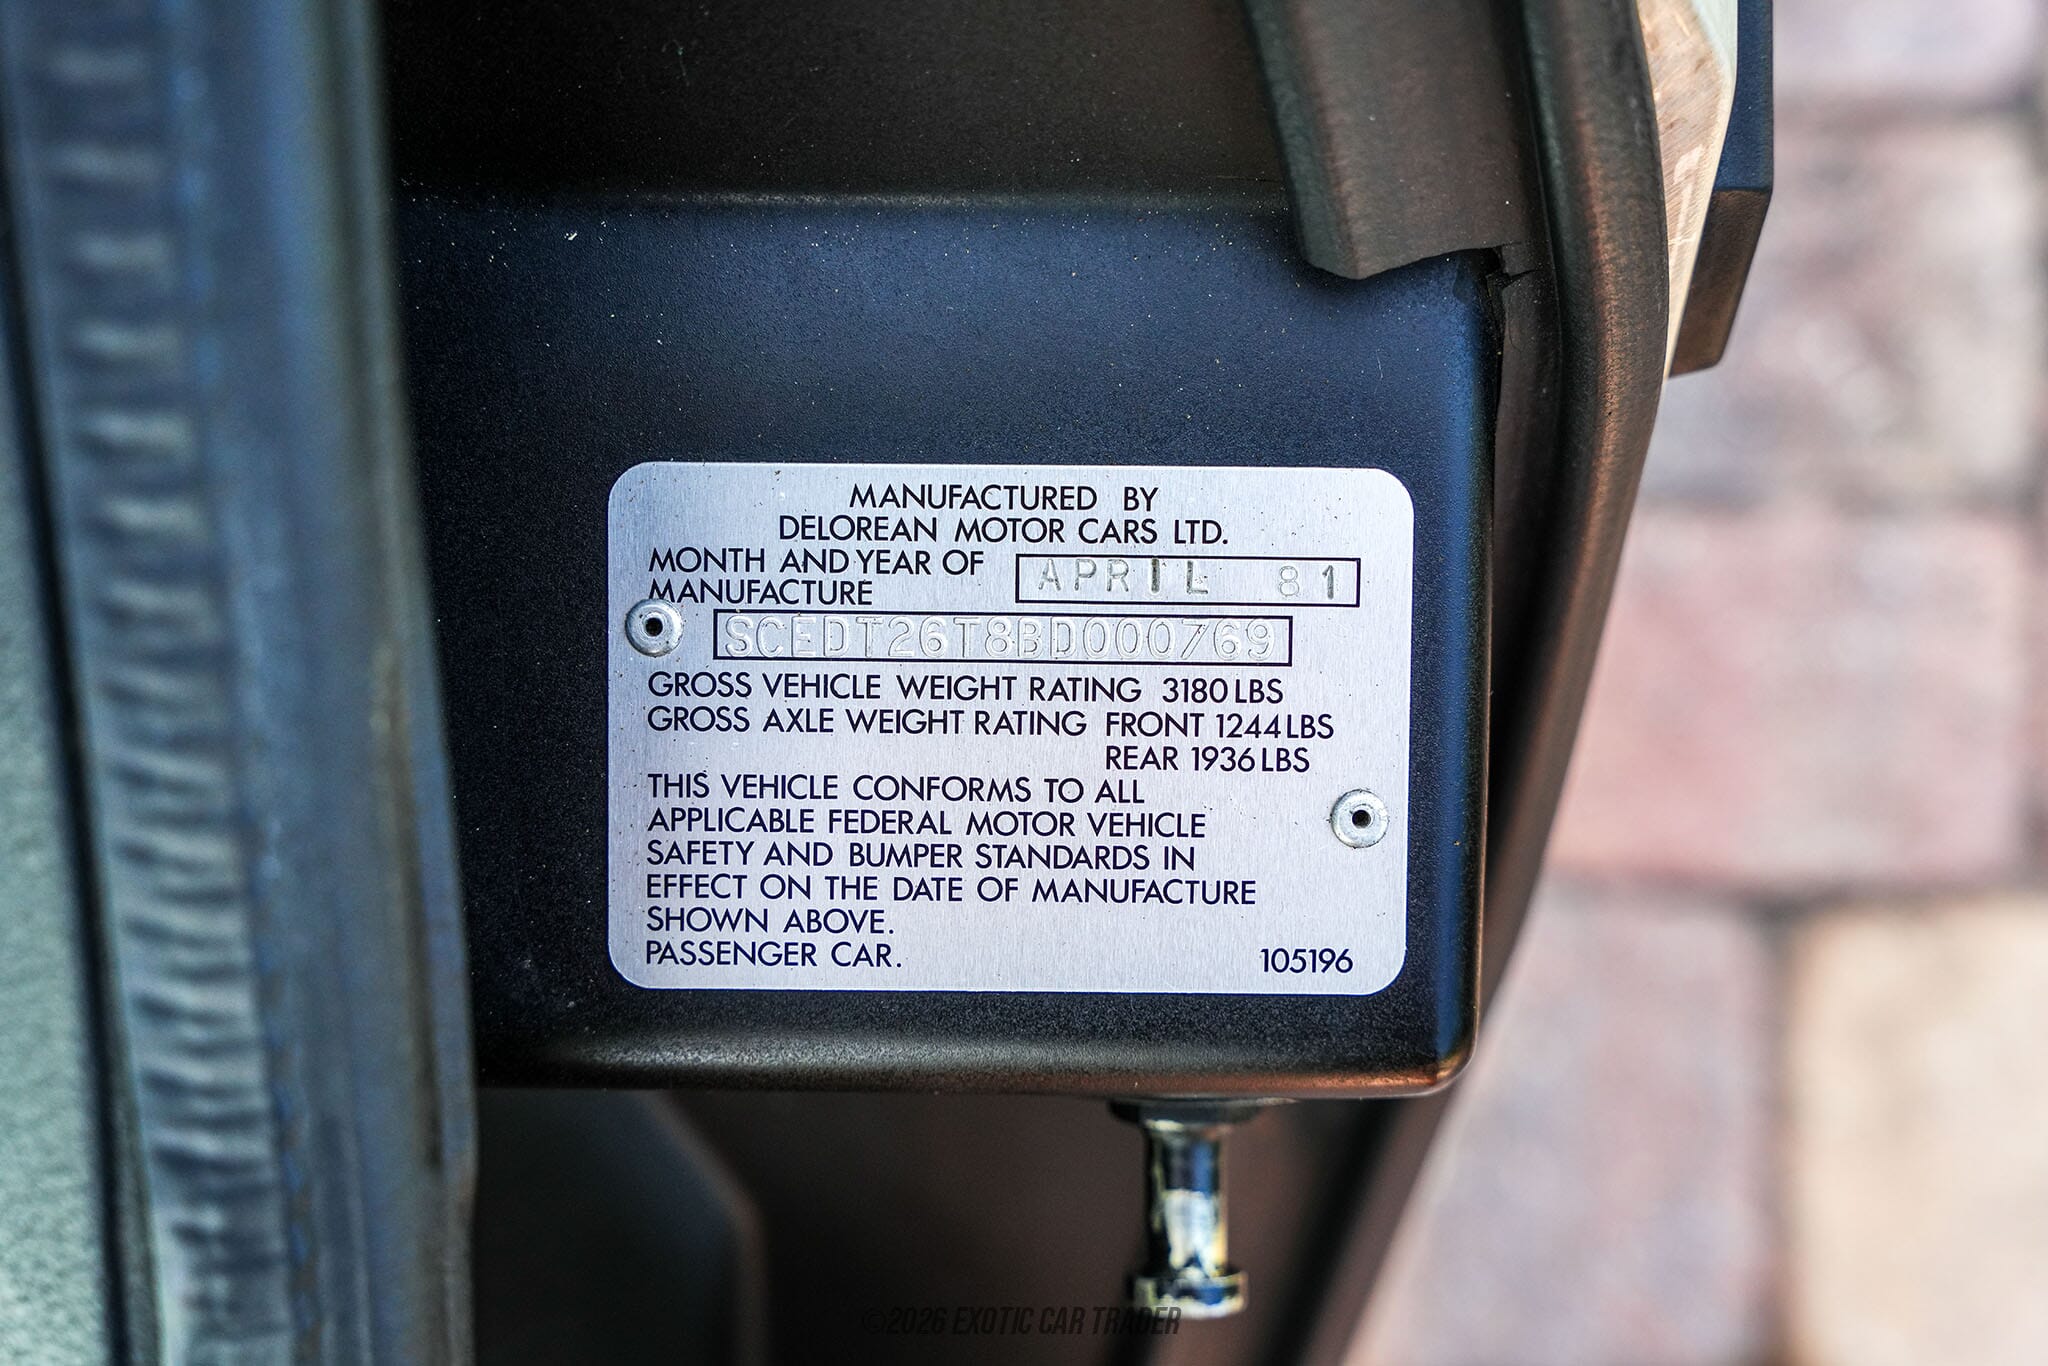 MANUFACTURED BY
DELOREAN MOTOR CARS LTD.
MONTH AND YEAR OF MANUFACTURE APRIL 81
SCEDT26T8BD000769
GROSS VEHICLE WEIGHT RATING 3180 LBS
GROSS AXLE WEIGHT RATING FRONT 1244 LBS
REAR 1936 LBS
THIS VEHICLE CONFORMS TO ALL
APPLICABLE FEDERAL MOTOR VEHICLE
SAFETY AND BUMPER STANDARDS IN
EFFECT ON THE DATE OF MANUFACTURE
SHOWN ABOVE.
PASSENGER CAR. 105196
©2026 EXOTIC CAR TRADER